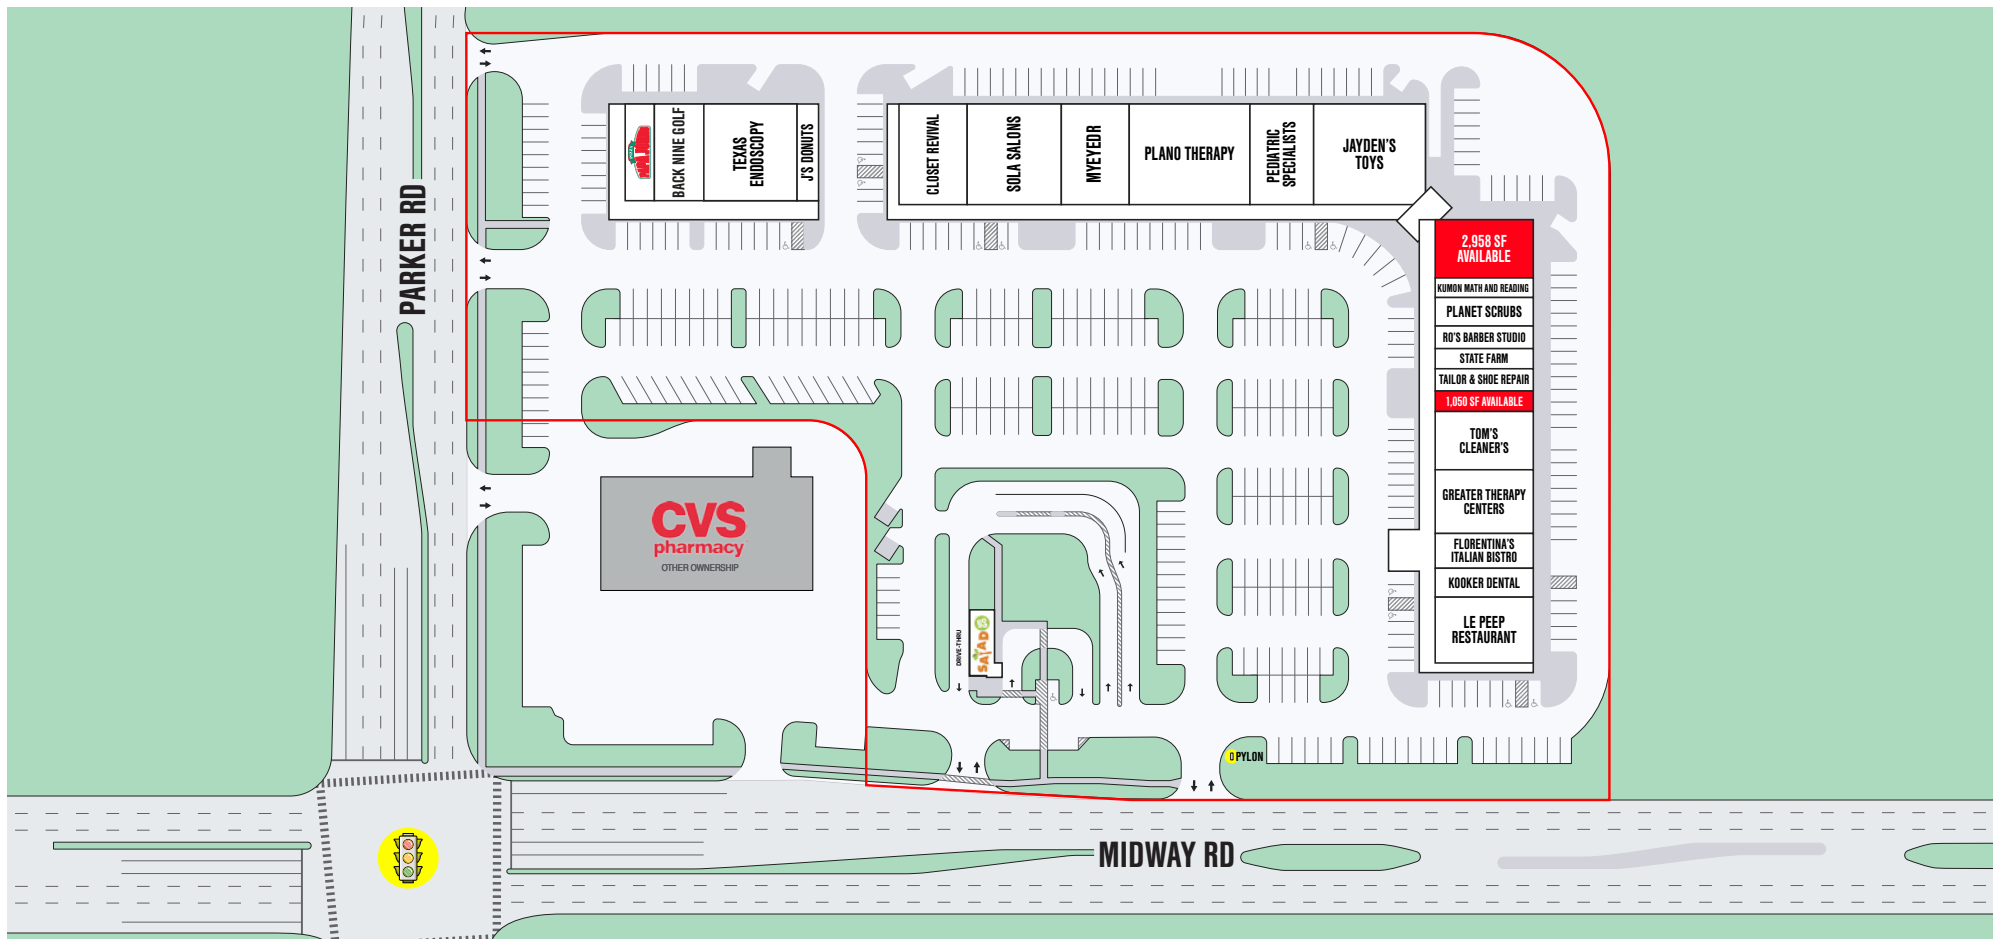 PARKER RD
PAPA JOHNS
BACK NINE GOLF
TEXAS
ENDOSCOPY
J'S DONUTS
CLOSET REVIVAL
SOLA SALONS
MYEYEDR
PLANO THERAPY
PEDIATRIC
SPECIALISTS
JAYDEN'S
TOYS
2,958 SF
AVAILABLE
KUMON MATH AND READING
PLANET SCRUBS
RO'S BARBER STUDIO
STATE FARM
TAILOR & SHOE REPAIR
1,050 SF AVAILABLE
TOM'S
CLEANER'S
GREATER THERAPY
CENTERS
FLORENTINA'S
ITALIAN BISTRO
KOOKER DENTAL
LE PEEP
RESTAURANT
CVS
pharmacy
OTHER OWNERSHIP
DRIVE-THRU
SALAD
PYLON
MIDWAY RD